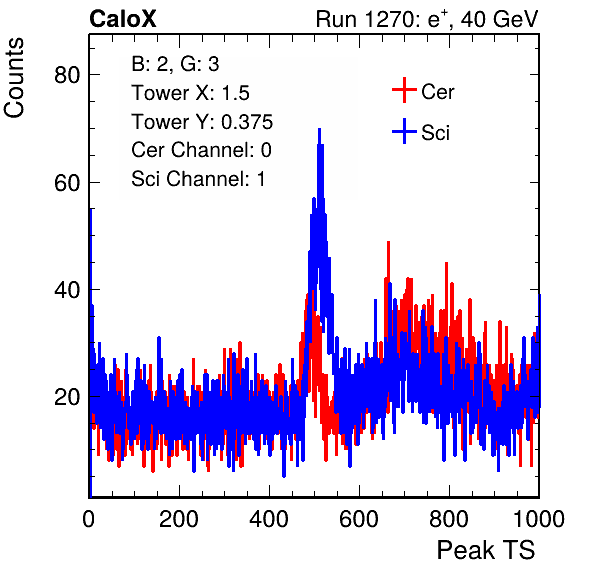 CaloX Run 1270: e⁺, 40 GeV
Counts
B: 2, G: 3
Tower X: 1.5
Tower Y: 0.375
Cer Channel: 0
Sci Channel: 1
Cer
Sci
80
60
40
20
0 200 400 600 800 1000
Peak TS